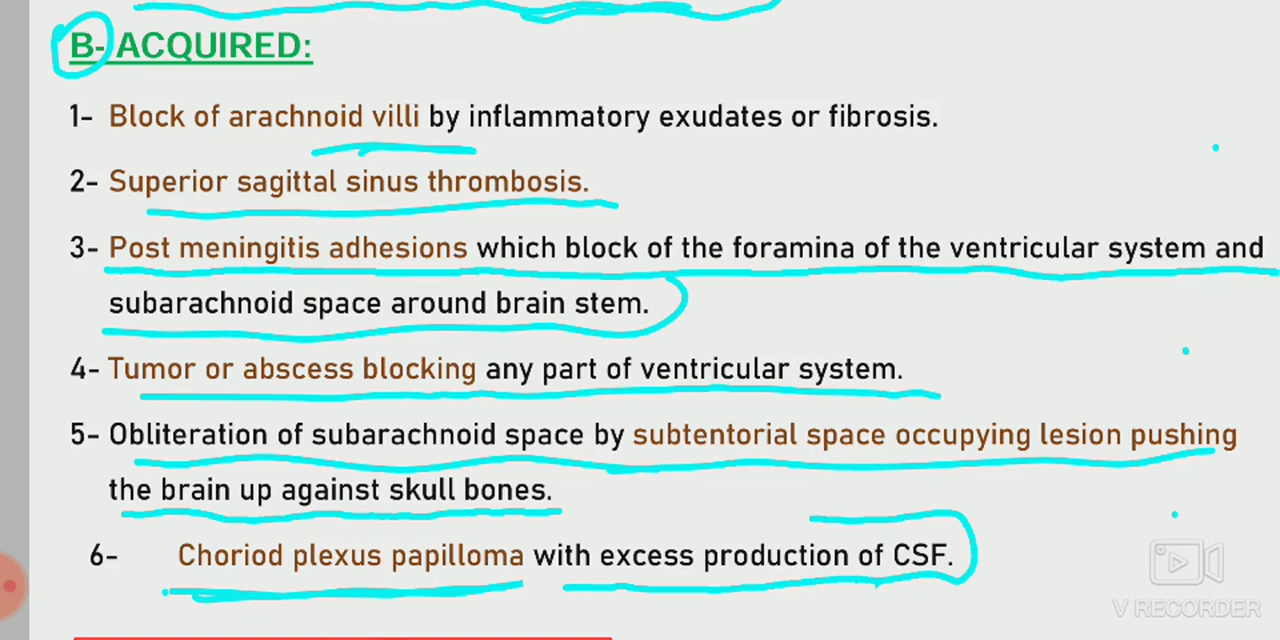 B- ACQUIRED:
1- Block of arachnoid villi by inflammatory exudates or fibrosis.
2- Superior sagittal sinus thrombosis.
3- Post meningitis adhesions which block of the foramina of the ventricular system and
subarachnoid space around brain stem.
4- Tumor or abscess blocking any part of ventricular system.
5- Obliteration of subarachnoid space by subtentorial space occupying lesion pushing
the brain up against skull bones.
6- Choriod plexus papilloma with excess production of CSF.
V RECORDER